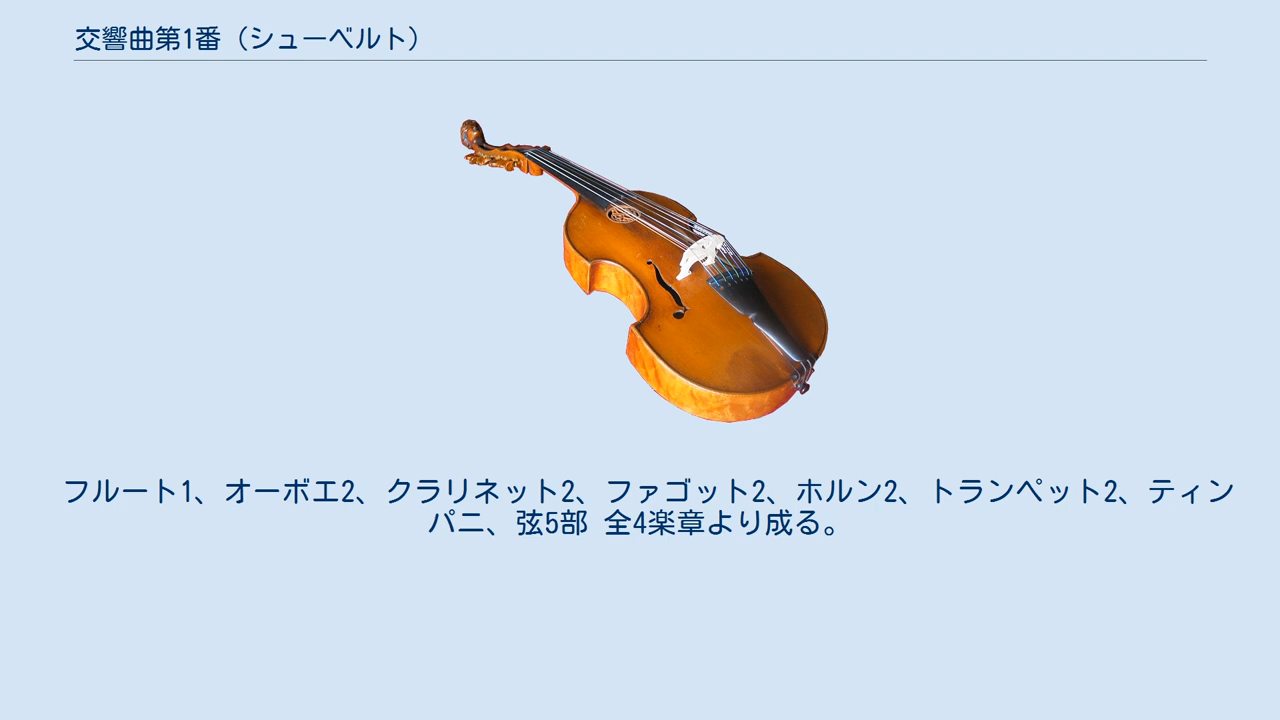 交響曲第1番（シューベルト）
フルート1、オーボエ2、クラリネット2、ファゴット2、ホルン2、トランペット2、ティン
パニ、弦5部 全4楽章より成る。